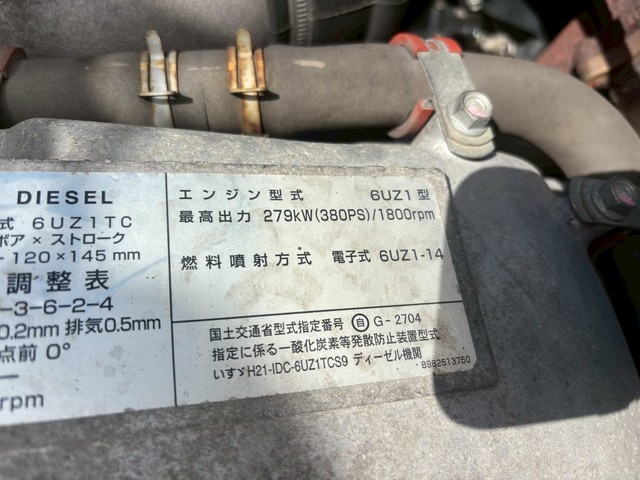 DIESEL
式 6UZ1TC
ボア × ストローク
- 120×145 mm
調整表
-3-6-2-4
0.2mm 排気0.5mm
点前 0°
rpm
エンジン型式 6UZ1型
最高出力 279kW(380PS)/1800rpm
燃料噴射方式 電子式 6UZ1-14
国土交通省型式指定番号 自 G-2704
指定に係る一酸化炭素等発散防止装置型式
いすゞH21-IDC-6UZ1TCS9 ディーゼル機関
8982513750